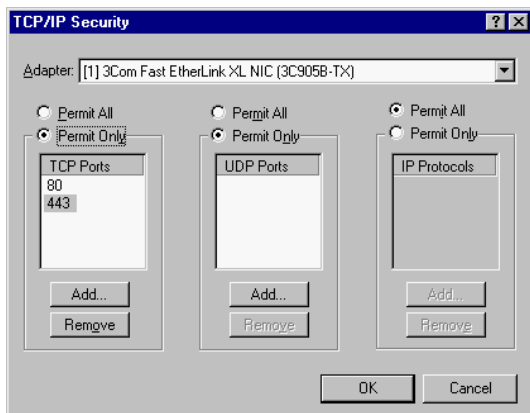 TCP/IP Security
Adapter: [1] 3Com Fast EtherLink XL NIC (3C905B-TX)
Permit All
Permit Only
TCP Ports
80
443
Add...
Remove
Permit All
Permit Only
UDP Ports
Add...
Remove
Permit All
Permit Only
IP Protocols
Add...
Remove
OK
Cancel